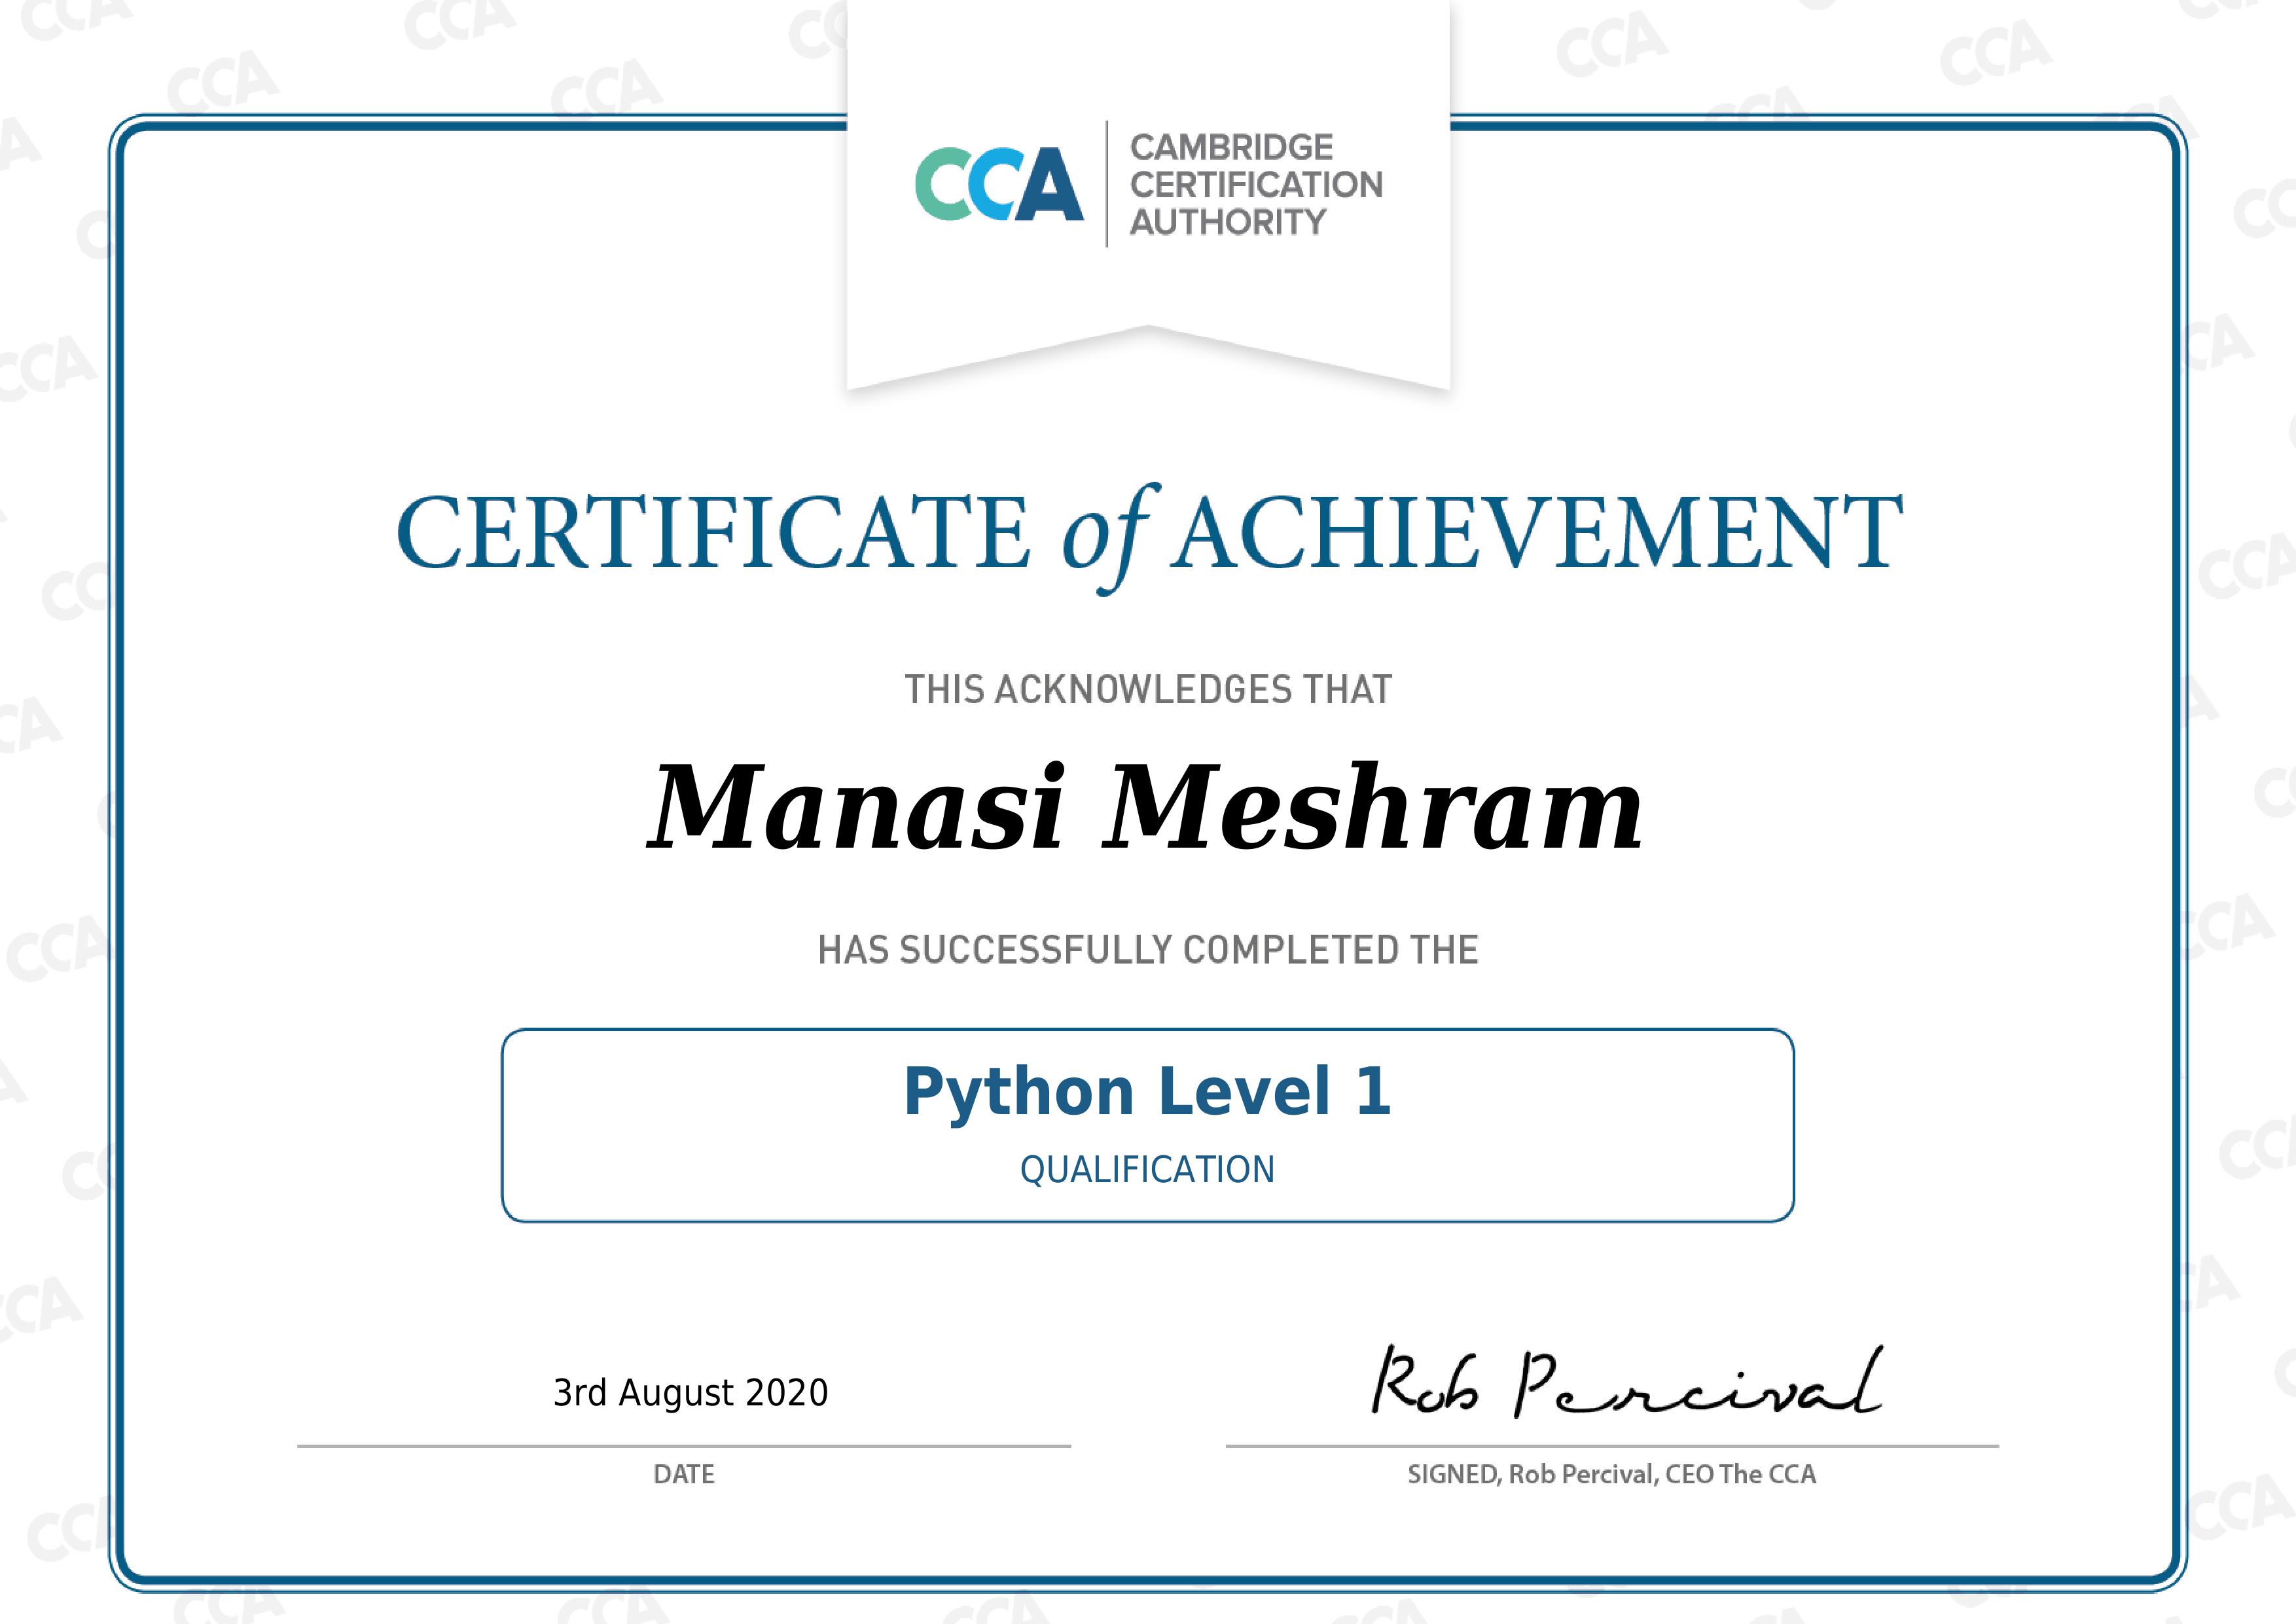 CCA
CAMBRIDGE
CERTIFICATION
AUTHORITY
CERTIFICATE of ACHIEVEMENT
THIS ACKNOWLEDGES THAT
Manasi Meshram
HAS SUCCESSFULLY COMPLETED THE
Python Level 1
QUALIFICATION
3rd August 2020
Rob Percival
DATE
SIGNED, Rob Percival, CEO The CCA